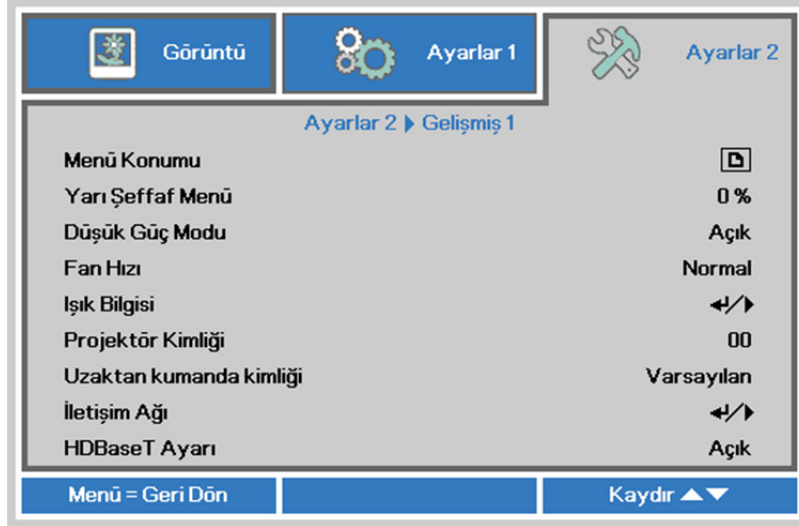 Görüntü
Ayarlar 1
Ayarlar 2
Ayarlar 2 Gelişmiş 1
Menü Konumu
Yarı Şeffaf Menü 0 %
Düşük Güç Modu Açık
Fan Hızı Normal
Işık Bilgisi
Projektör Kimliği 00
Uzaktan kumanda kimliği Varsayılan
İletişim Ağı
HDBaseT Ayarı Açık
Menü = Geri Dön
Kaydır